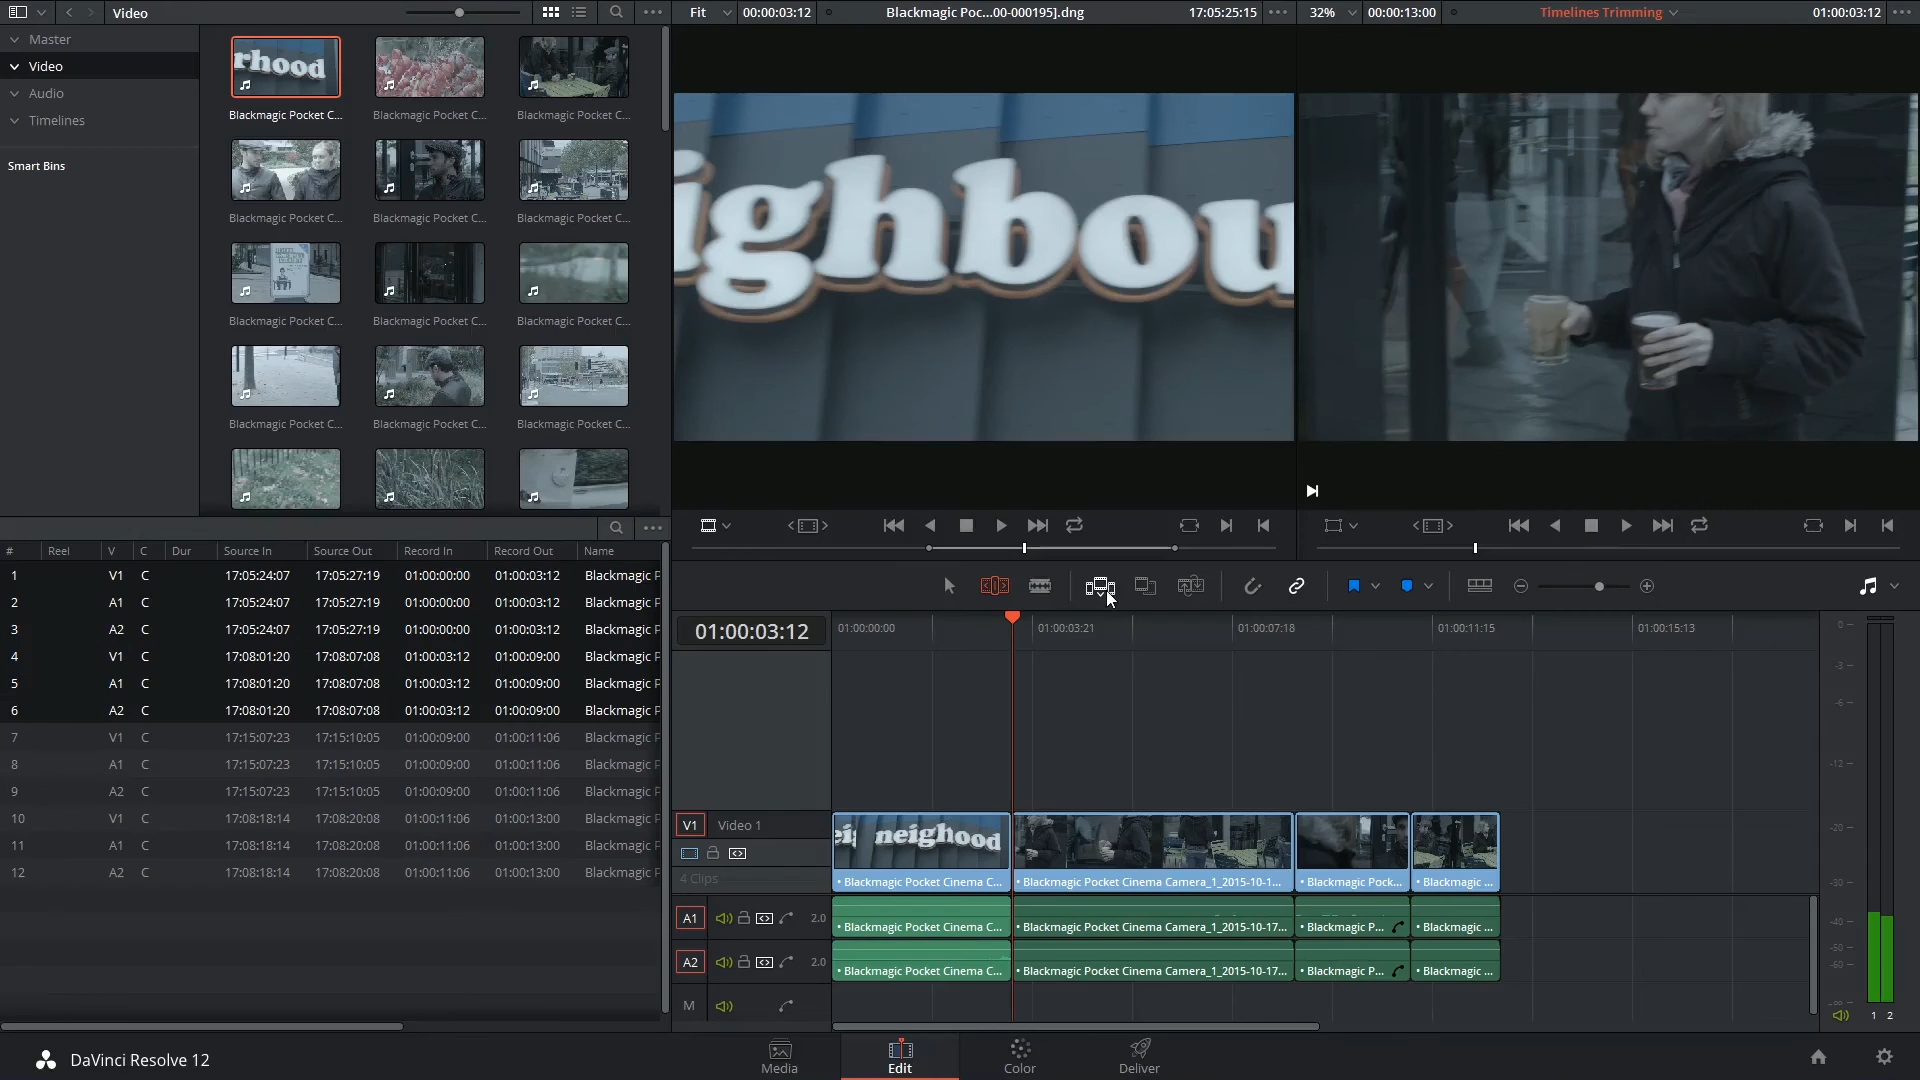 Video
Fit
00:00:03:12
Blackmagic Poc...00-000195].dng
17:05:25:15
32%
00:00:13:00
Timelines Trimming
01:00:03:12
Master
Video
Audio
Timelines
Smart Bins
rhood
Blackmagic Pocket C...
Blackmagic Pocket C...
Blackmagic Pocket C...
Blackmagic Pocket C...
Blackmagic Pocket C...
Blackmagic Pocket C...
Blackmagic Pocket C...
Blackmagic Pocket C...
Blackmagic Pocket C...
Blackmagic Pocket C...
Blackmagic Pocket C...
Blackmagic Pocket C...
ighbou
# Reel V C Dur Source In Source Out Record In Record Out Name
1 V1 C 17:05:24:07 17:05:27:19 01:00:00:00 01:00:03:12 Blackmagic P
2 A1 C 17:05:24:07 17:05:27:19 01:00:00:00 01:00:03:12 Blackmagic P
3 A2 C 17:05:24:07 17:05:27:19 01:00:00:00 01:00:03:12 Blackmagic P
4 V1 C 17:08:01:20 17:08:07:08 01:00:03:12 01:00:09:00 Blackmagic P
5 A1 C 17:08:01:20 17:08:07:08 01:00:03:12 01:00:09:00 Blackmagic P
6 A2 C 17:08:01:20 17:08:07:08 01:00:03:12 01:00:09:00 Blackmagic P
7 V1 C 17:15:07:23 17:15:10:05 01:00:09:00 01:00:11:06 Blackmagic P
8 A1 C 17:15:07:23 17:15:10:05 01:00:09:00 01:00:11:06 Blackmagic P
9 A2 C 17:15:07:23 17:15:10:05 01:00:09:00 01:00:11:06 Blackmagic P
10 V1 C 17:08:18:14 17:08:20:08 01:00:11:06 01:00:13:00 Blackmagic P
11 A1 C 17:08:18:14 17:08:20:08 01:00:11:06 01:00:13:00 Blackmagic P
12 A2 C 17:08:18:14 17:08:20:08 01:00:11:06 01:00:13:00 Blackmagic P
01:00:03:12
01:00:00:00 01:00:03:21 01:00:07:18 01:00:11:15 01:00:15:13
V1 Video 1
4 Clips
neighood
• Blackmagic Pocket Cinema C...
• Blackmagic Pocket Cinema Camera_1_2015-10-1...
• Blackmagic Pock...
• Blackmagic ...
A1 2.0
• Blackmagic Pocket Cinema C...
• Blackmagic Pocket Cinema Camera_1_2015-10-17...
• Blackmagic P...
• Blackmagic ...
A2 2.0
• Blackmagic Pocket Cinema C...
• Blackmagic Pocket Cinema Camera_1_2015-10-17...
• Blackmagic P...
• Blackmagic ...
M
0
-3
-6
-12
-20
-30
-40
-50
-60
-∞
1 2
DaVinci Resolve 12
Media
Edit
Color
Deliver